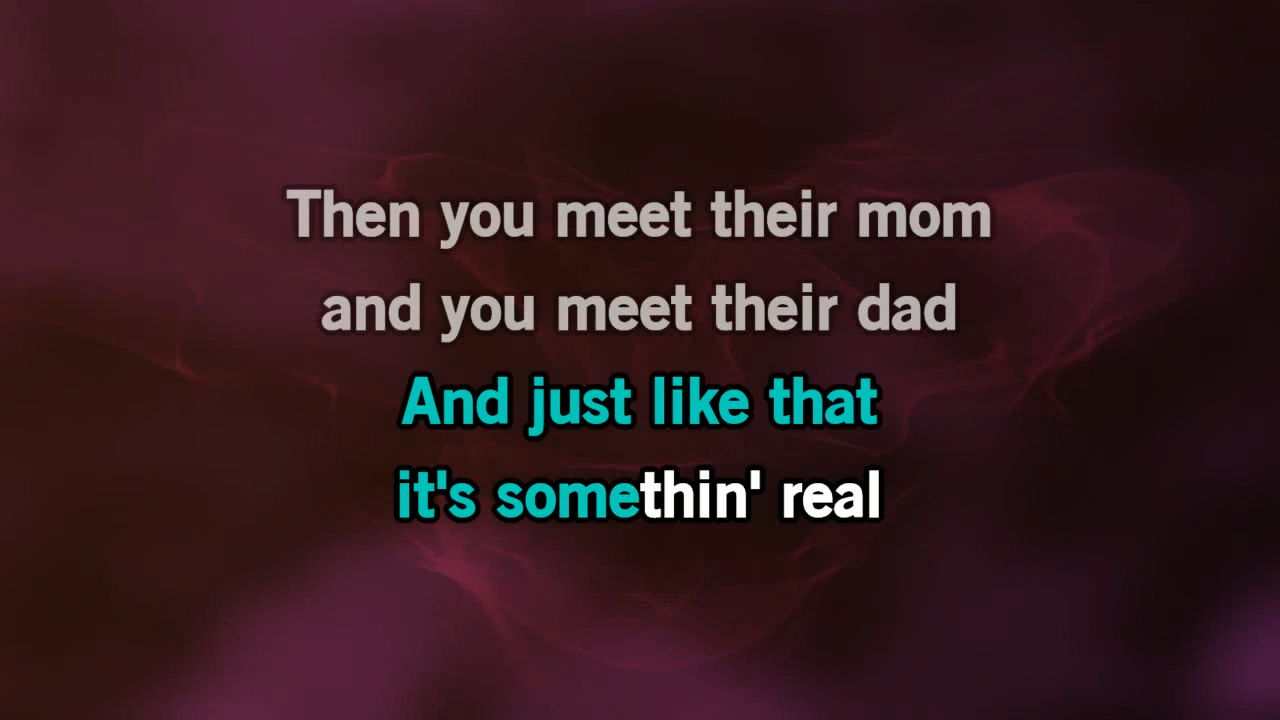 Then you meet their mom
and you meet their dad
And just like that
it's somethin' real